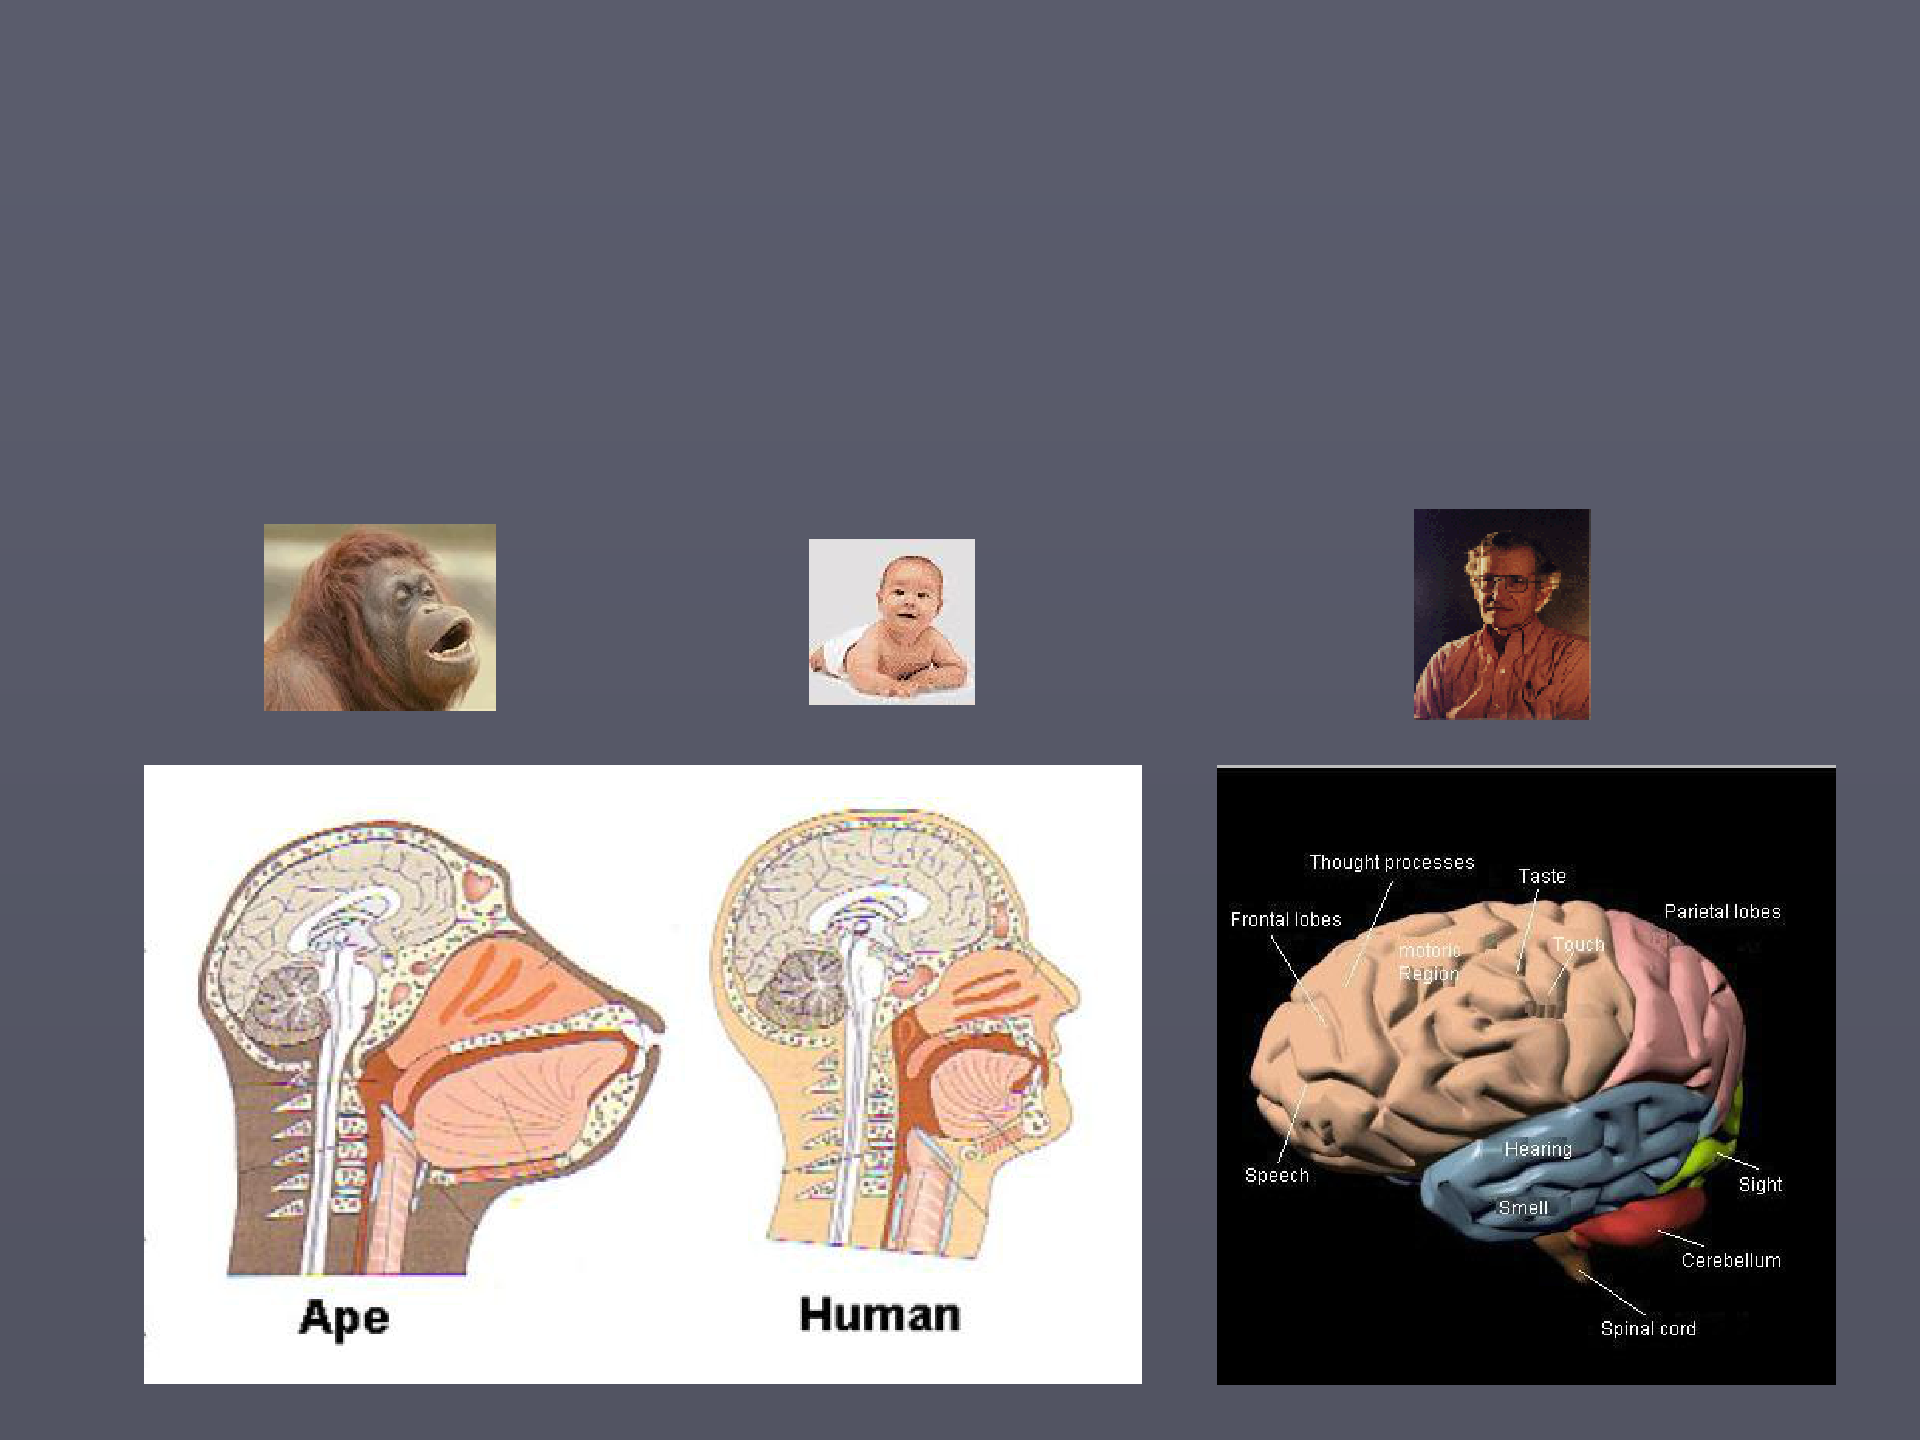 Thought processes
Taste
Frontal lobes
Parietal lobes
motoric
Region
Touch
Hearing
Speech
Sight
Smell
Cerebellum
Spinal cord
Ape
Human